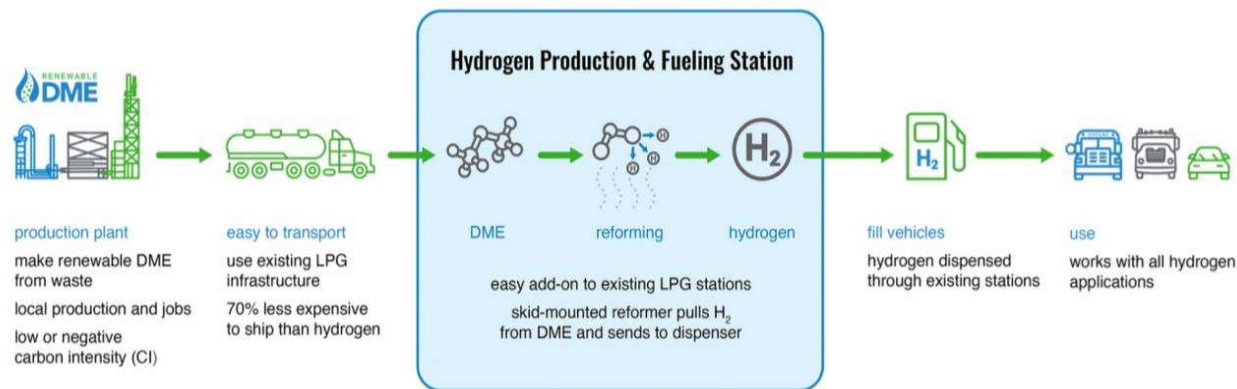 Hydrogen Production & Fueling Station
RENEWABLE
DME
H
H
H
H₂
H₂
production plant
make renewable DME
from waste
local production and jobs
low or negative
carbon intensity (CI)
easy to transport
use existing LPG
infrastructure
70% less expensive
to ship than hydrogen
DME
reforming
hydrogen
easy add-on to existing LPG stations
skid-mounted reformer pulls H₂
from DME and sends to dispenser
fill vehicles
hydrogen dispensed
through existing stations
use
works with all hydrogen
applications